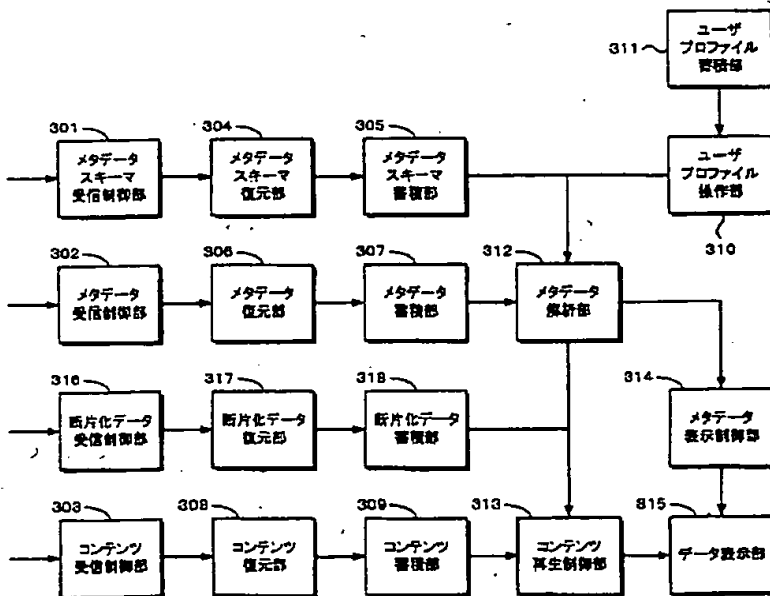 311
ユーザ
プロファイル
蓄積部
301
メタデータ
スキーマ
受信制御部
304
メタデータ
スキーマ
復元部
305
メタデータ
スキーマ
蓄積部
ユーザ
プロファイル
操作部
310
302
メタデータ
受信制御部
306
メタデータ
復元部
307
メタデータ
蓄積部
312
メタデータ
解析部
316
断片化データ
受信制御部
317
断片化データ
復元部
318
断片化データ
蓄積部
314
メタデータ
表示制御部
303
コンテンツ
受信制御部
308
コンテンツ
復元部
309
コンテンツ
蓄積部
313
コンテンツ
再生制御部
315
データ表示部